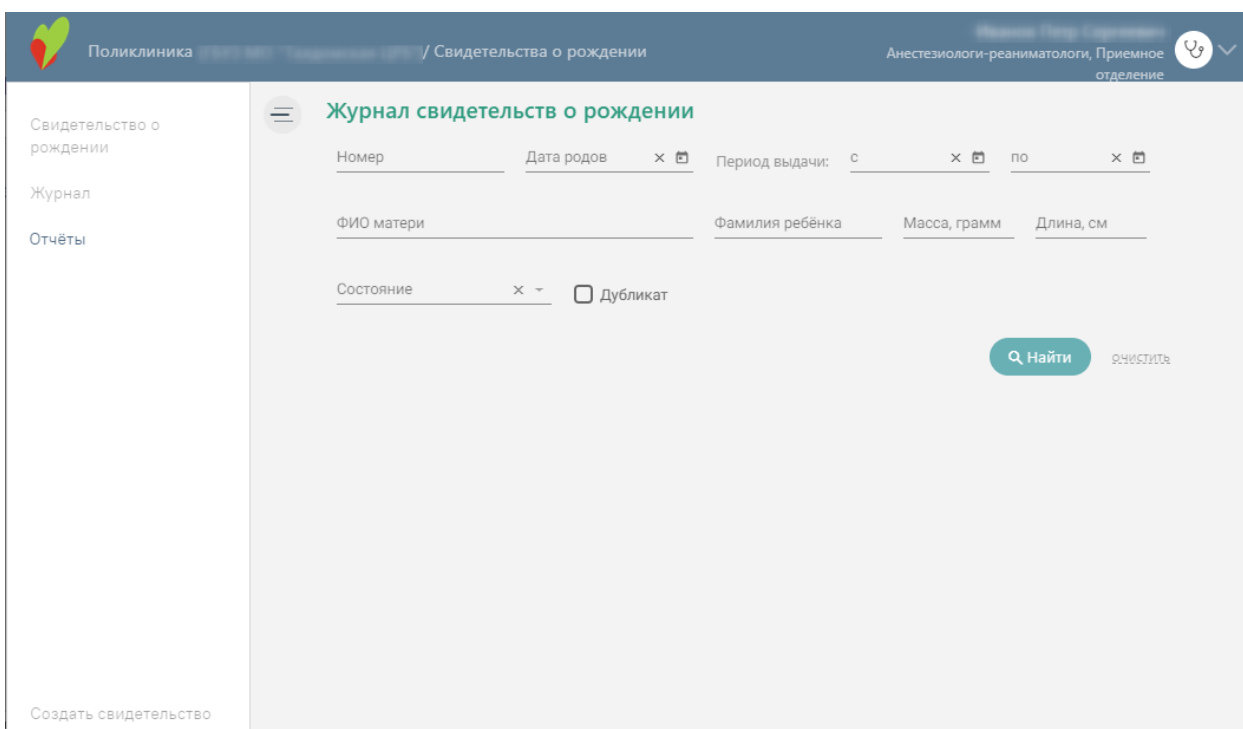 Поликлиника / Свидетельства о рождении
Анестезиологи-реаниматологи, Приемное
отделение
Свидетельство о
рождении
Журнал
Отчёты
Журнал свидетельств о рождении
Номер Дата родов Период выдачи: с по
ФИО матери Фамилия ребёнка Масса, грамм Длина, см
Состояние Дубликат
Найти очистить
Создать свидетельство